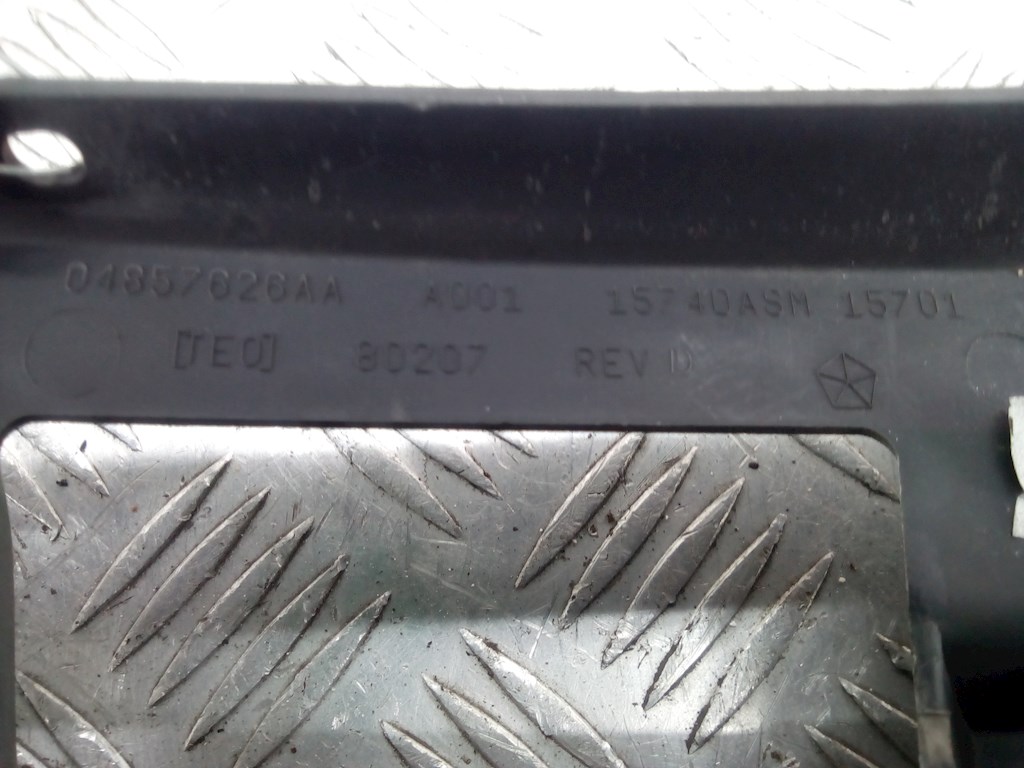 04857626AA A001 15740ASM 15701
[TEO] 80207 REV D